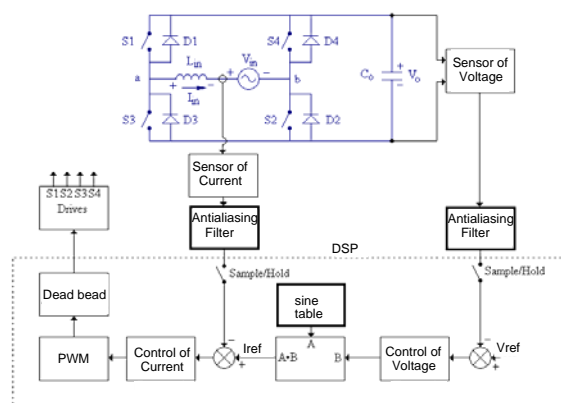 S1
D1
S4
D4
Lin
Vin
a
+
-
+
-
b
Iin
Co
+
-
Vo
S3
D3
S2
D2
Sensor
of
Voltage
Sensor of
Current
S1S2S3S4
Drives
Antialiasing
Filter
Antialiasing
Filter
DSP
Sample/Hold
Sample/Hold
Dead bead
sine
table
PWM
Control of
Current
-
+
Iref
A
A•B
B
Control of
Voltage
-
+
Vref